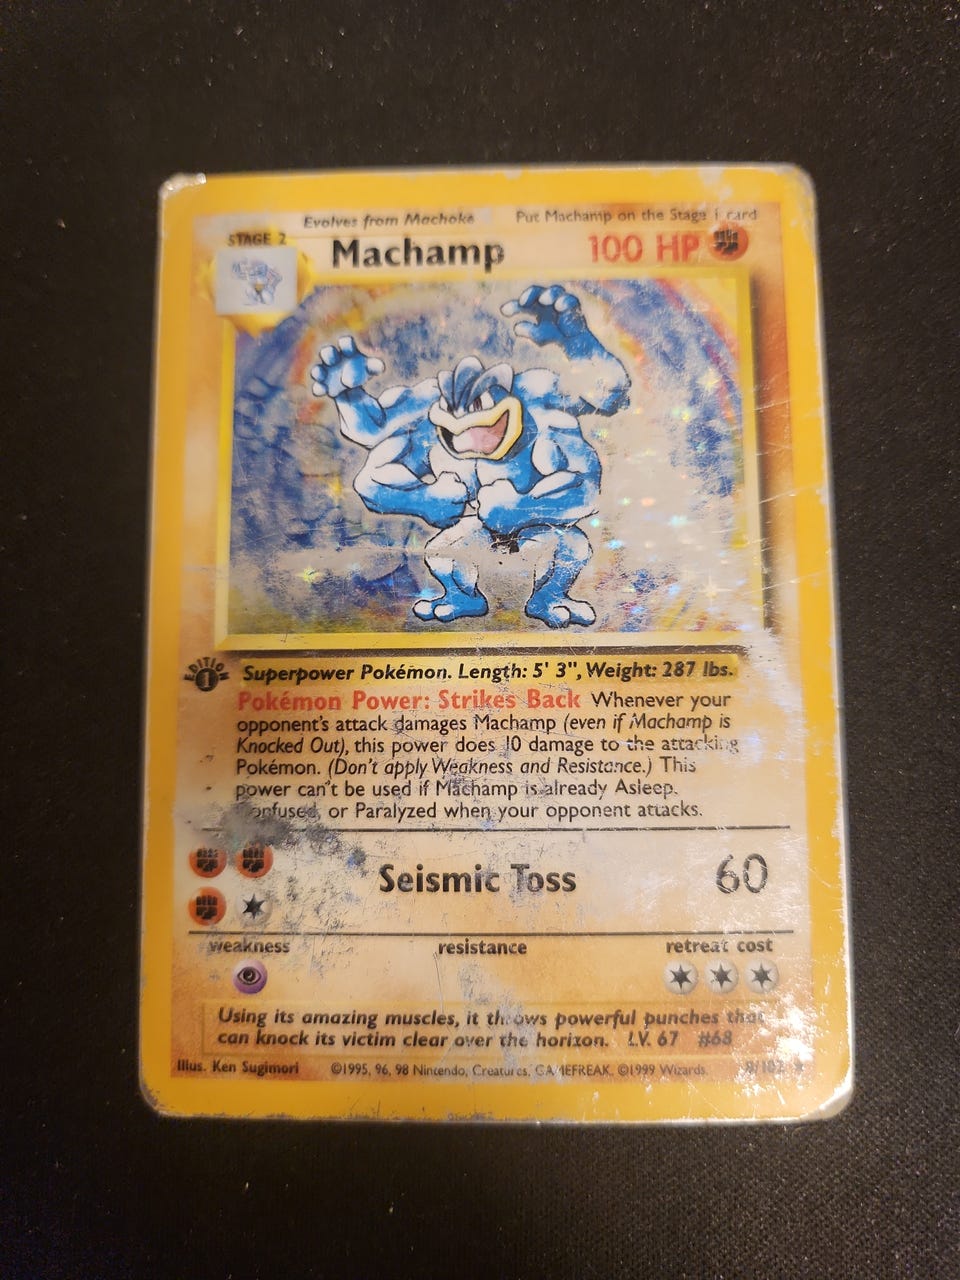 Evolves from Machoke Put Machamp on the Stage 1 card
STAGE 2
Machamp 100 HP
EDITION
1
Superpower Pokémon. Length: 5' 3", Weight: 287 lbs.
Pokémon Power: Strikes Back Whenever your
opponent's attack damages Machamp (even if Machamp is
Knocked Out), this power does 10 damage to the attacking
Pokémon. (Don't apply Weakness and Resistance.) This
power can't be used if Machamp is already Asleep,
Confused, or Paralyzed when your opponent attacks.
Seismic Toss 60
weakness resistance retreat cost
Using its amazing muscles, it throws powerful punches that
can knock its victim clear over the horizon. LV. 67 #68
Illus. Ken Sugimori ©1995, 96, 98 Nintendo, Creatures, GAMEFREAK. ©1999 Wizards. 8/102 ★